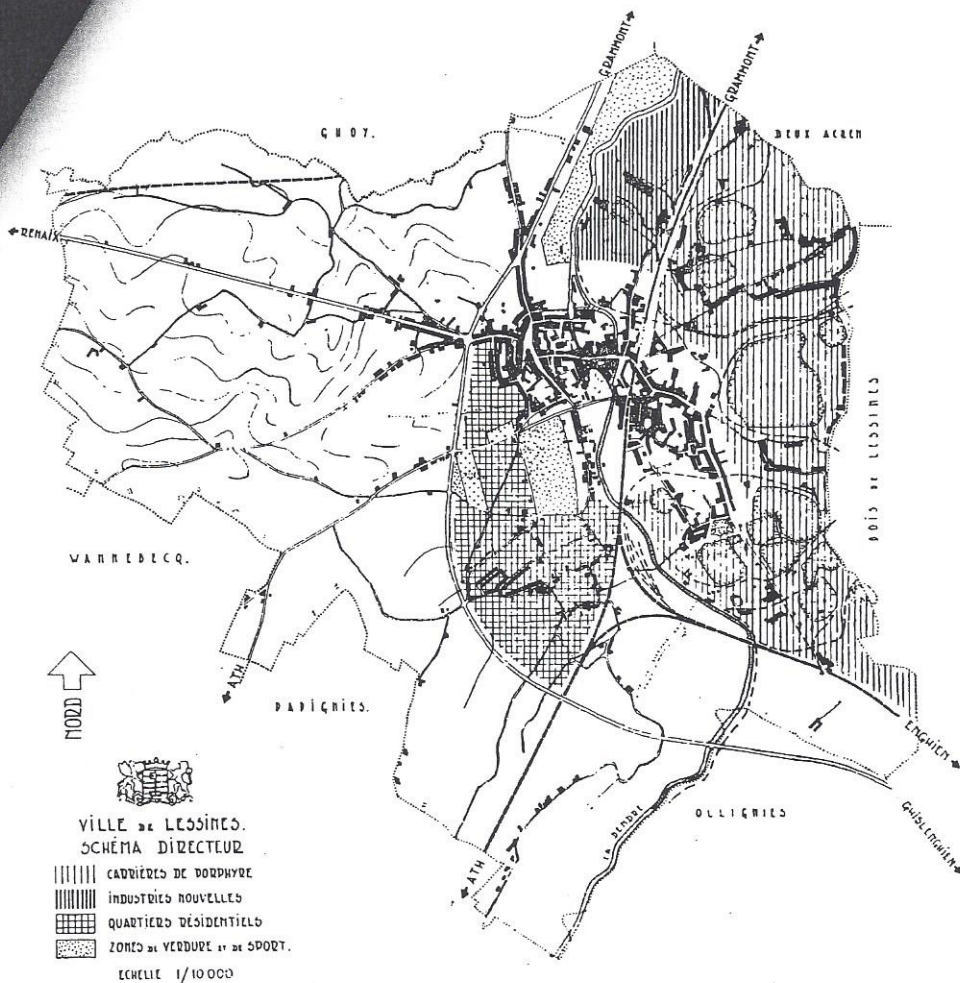 GRAMMONT
GRAMMONT
GHOY.
DEUX ACREN
RENAIX
BOIS DE LESSINES
WANNEBECQ.
ATH
NORD
PAPIGNIES.
ENGHIEN
VILLE DE LESSINES.
SCHÉMA DIRECTEUR
OLLIGNIES
GHISLENGHIEN
LA DENDRE
ATH
CARRIÈRES DE PORPHYRE
INDUSTRIES NOUVELLES
QUARTIERS RÉSIDENTIELS
ZONES DE VERDURE ET DE SPORT.
ECHELLE 1/10000